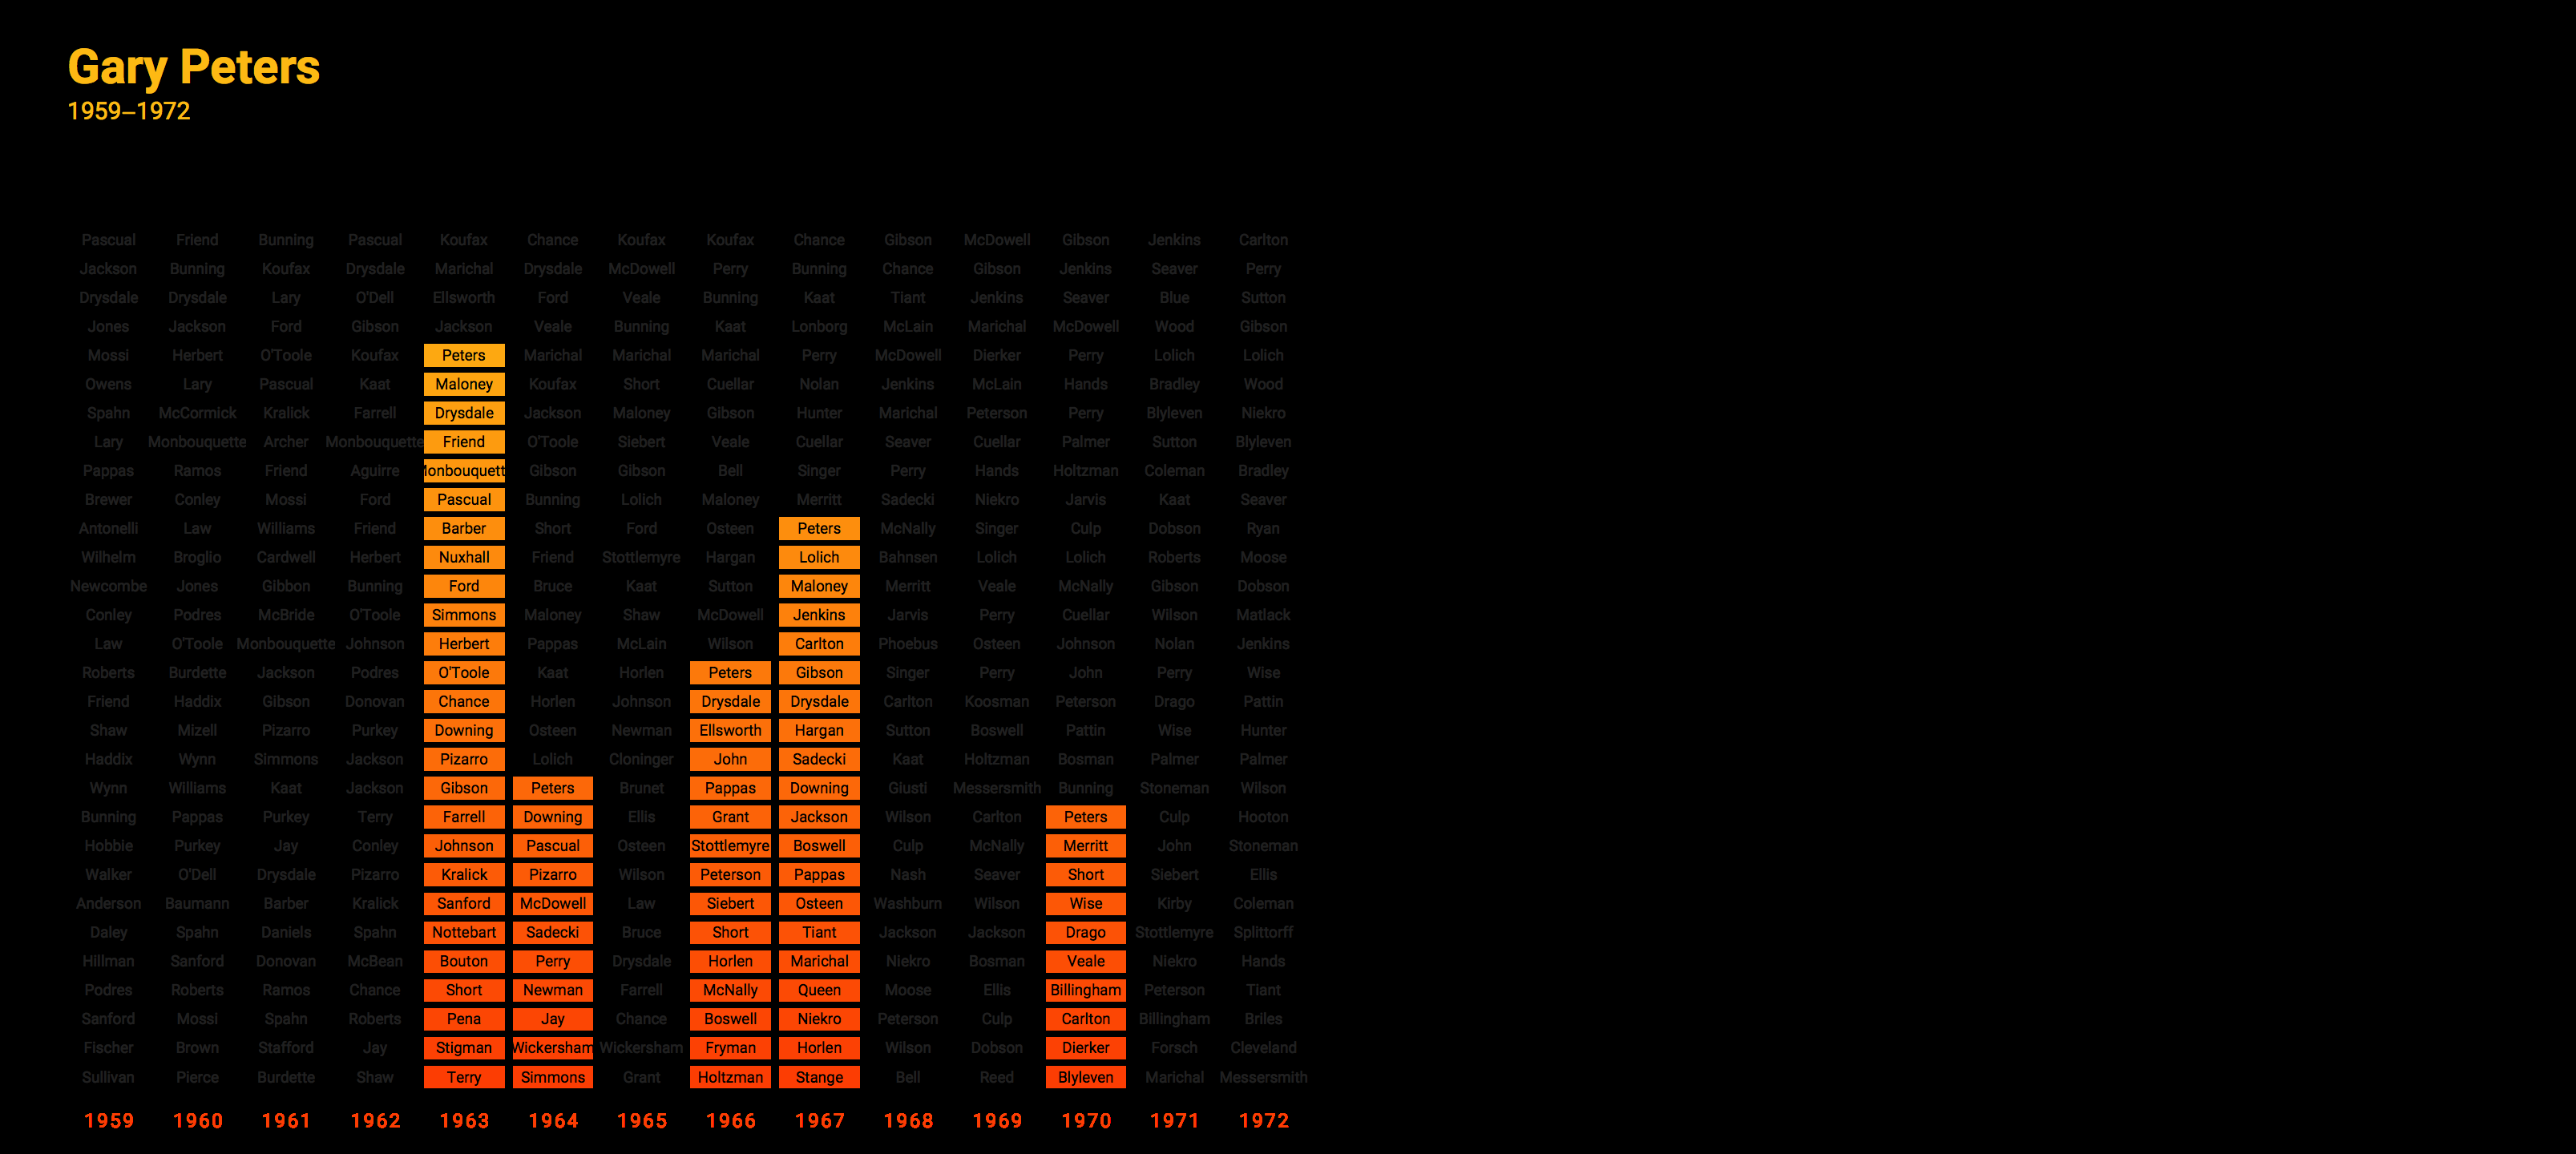 Gary Peters
1959–1972
Pascual Friend Bunning Pascual Koufax Chance Koufax Koufax Chance Gibson McDowell Gibson Jenkins Carlton
Jackson Bunning Koufax Drysdale Marichal Drysdale McDowell Perry Bunning Chance Gibson Jenkins Seaver Perry
Drysdale Drysdale Lary O'Dell Ellsworth Ford Veale Bunning Kaat Tiant Jenkins Seaver Blue Sutton
Jones Jackson Ford Gibson Jackson Veale Bunning Kaat Lonborg McLain Marichal McDowell Wood Gibson
Mossi Herbert O'Toole Koufax Peters Marichal Marichal Marichal Perry McDowell Dierker Perry Lolich Lolich
Owens Lary Pascual Kaat Maloney Koufax Short Cuellar Nolan Jenkins McLain Hands Bradley Wood
Spahn McCormick Kralick Farrell Drysdale Jackson Maloney Gibson Hunter Marichal Peterson Perry Blyleven Niekro
Lary Monbouquette Archer Monbouquette Friend O'Toole Siebert Veale Cuellar Seaver Cuellar Palmer Sutton Blyleven
Pappas Ramos Friend Aguirre Monbouquett Gibson Gibson Bell Singer Perry Hands Holtzman Coleman Bradley
Brewer Conley Mossi Ford Pascual Bunning Lolich Maloney Merritt Sadecki Niekro Jarvis Kaat Seaver
Antonelli Law Williams Friend Barber Short Ford Osteen Peters McNally Singer Culp Dobson Ryan
Wilhelm Broglio Cardwell Herbert Nuxhall Friend Stottlemyre Hargan Lolich Bahnsen Lolich Lolich Roberts Moose
Newcombe Jones Gibbon Bunning Ford Bruce Kaat Sutton Maloney Merritt Veale McNally Gibson Dobson
Conley Podres McBride O'Toole Simmons Maloney Shaw McDowell Jenkins Jarvis Perry Cuellar Wilson Matlack
Law O'Toole Monbouquette Johnson Herbert Pappas McLain Wilson Carlton Phoebus Osteen Johnson Nolan Jenkins
Roberts Burdette Jackson Podres O'Toole Kaat Horlen Peters Gibson Singer Perry John Perry Wise
Friend Haddix Gibson Donovan Chance Horlen Johnson Drysdale Drysdale Carlton Koosman Peterson Drago Pattin
Shaw Mizell Pizarro Purkey Downing Osteen Newman Ellsworth Hargan Sutton Boswell Pattin Wise Hunter
Haddix Wynn Simmons Jackson Pizarro Lolich Cloninger John Sadecki Kaat Holtzman Bosman Palmer Palmer
Wynn Williams Kaat Jackson Gibson Peters Brunet Pappas Downing Giusti Messersmith Bunning Stoneman Wilson
Bunning Pappas Purkey Terry Farrell Downing Ellis Grant Jackson Wilson Carlton Peters Culp Hooton
Hobbie Purkey Jay Conley Johnson Pascual Osteen Stottlemyre Boswell Culp McNally Merritt John Stoneman
Walker O'Dell Drysdale Pizarro Kralick Pizarro Wilson Peterson Pappas Nash Seaver Short Siebert Ellis
Anderson Baumann Barber Kralick Sanford McDowell Law Siebert Osteen Washburn Wilson Wise Kirby Coleman
Daley Spahn Daniels Spahn Nottebart Sadecki Bruce Short Tiant Jackson Jackson Drago Stottlemyre Splittorff
Hillman Sanford Donovan McBean Bouton Perry Drysdale Horlen Marichal Niekro Bosman Veale Niekro Hands
Podres Roberts Ramos Chance Short Newman Farrell McNally Queen Moose Ellis Billingham Peterson Tiant
Sanford Mossi Spahn Roberts Pena Jay Chance Boswell Niekro Peterson Culp Carlton Billingham Briles
Fischer Brown Stafford Jay Stigman Wickersham Wickersham Fryman Horlen Wilson Dobson Dierker Forsch Cleveland
Sullivan Pierce Burdette Shaw Terry Simmons Grant Holtzman Stange Bell Reed Blyleven Marichal Messersmith
1959 1960 1961 1962 1963 1964 1965 1966 1967 1968 1969 1970 1971 1972